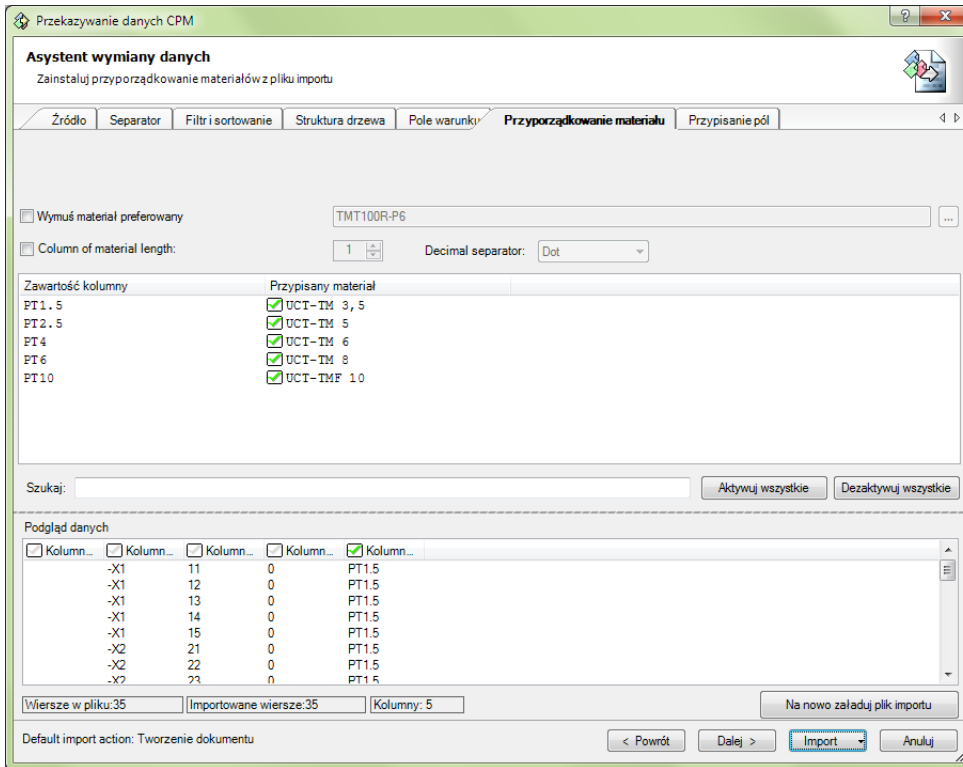 Przekazywanie danych CPM
Asystent wymiany danych
Zainstaluj przyporządkowanie materiałów z pliku importu
Źródło Separator Filtr i sortowanie Struktura drzewa Pole warunku Przyporządkowanie materiału Przypisanie pól
Wymuś materiał preferowany TMT100R-P6 ...
Column of material length: 1 Decimal separator: Dot
Zawartość kolumny Przypisany materiał
PT1.5 UCT-TM 3,5
PT2.5 UCT-TM 5
PT4 UCT-TM 6
PT6 UCT-TM 8
PT10 UCT-TMF 10
Szukaj: Aktywuj wszystkie Dezaktywuj wszystkie
Podgląd danych
Kolumn... Kolumn... Kolumn... Kolumn... Kolumn...
-X1 11 0 PT1.5
-X1 12 0 PT1.5
-X1 13 0 PT1.5
-X1 14 0 PT1.5
-X1 15 0 PT1.5
-X2 21 0 PT1.5
-X2 22 0 PT1.5
-X2 23 0 PT1.5
Wiersze w pliku:35 Importowane wiersze:35 Kolumny: 5 Na nowo załaduj plik importu
Default import action: Tworzenie dokumentu < Powrót Dalej > Import Anuluj